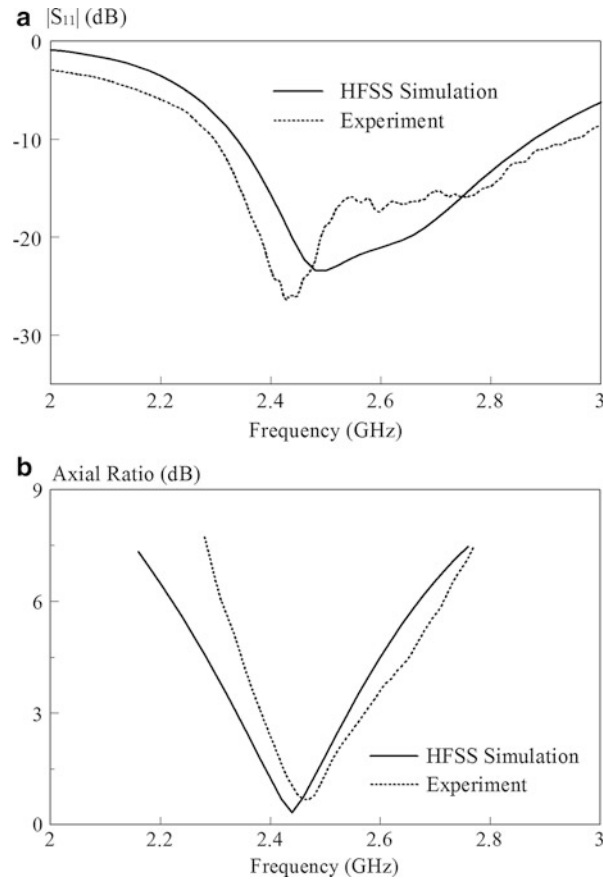 a |S₁₁| (dB)
0
HFSS Simulation
Experiment
-10
-20
-30
2 2.2 2.4 2.6 2.8 3
Frequency (GHz)
b Axial Ratio (dB)
9
6
3
HFSS Simulation
Experiment
0
2 2.2 2.4 2.6 2.8 3
Frequency (GHz)